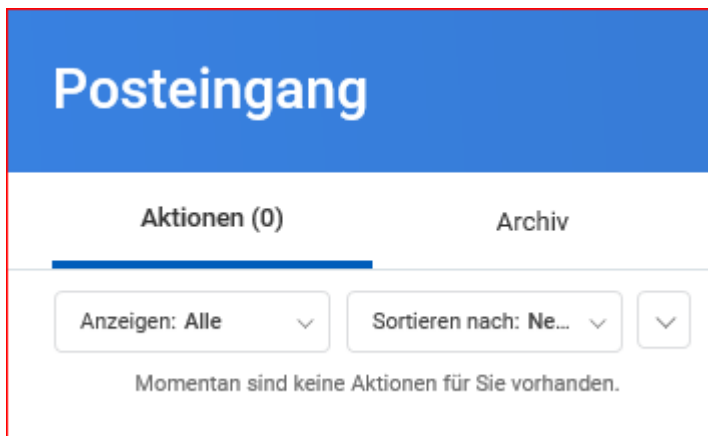 Posteingang
Aktionen (0)
Archiv
Anzeigen: Alle
Sortieren nach: Ne...
Momentan sind keine Aktionen für Sie vorhanden.